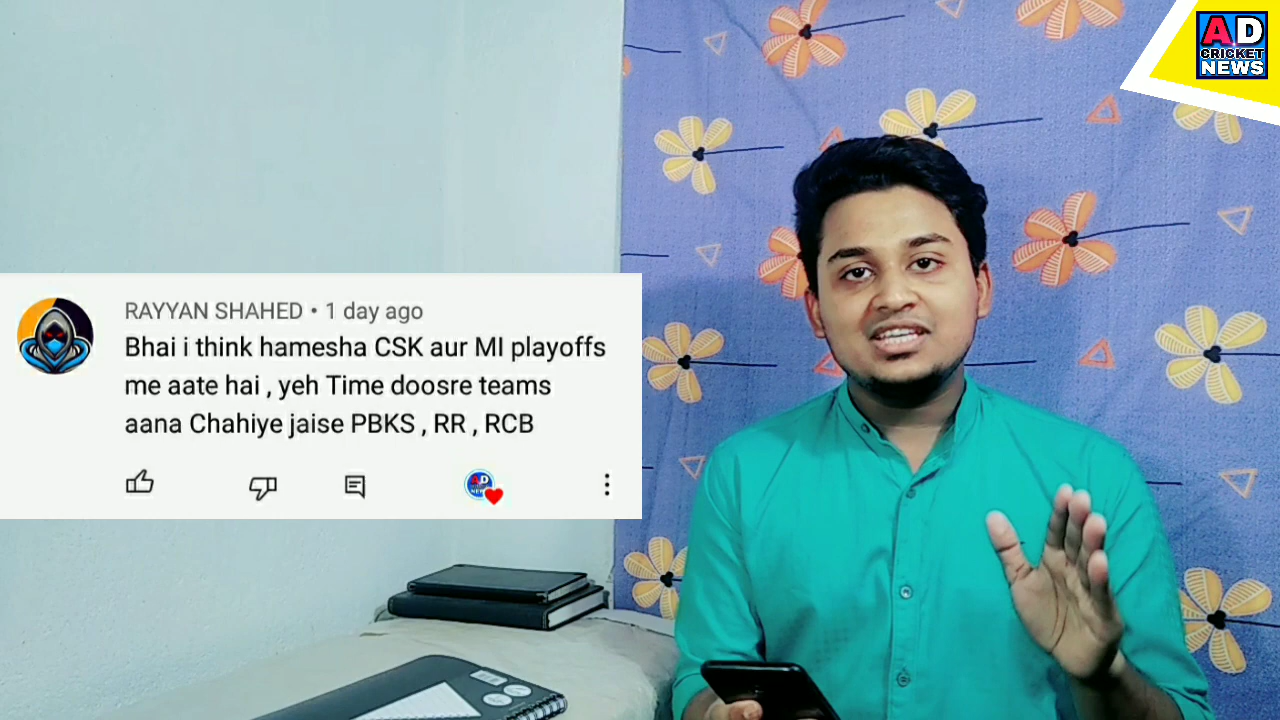 AD
CRICKET
NEWS
RAYYAN SHAHED • 1 day ago
Bhai i think hamesha CSK aur MI playoffs
me aate hai , yeh Time doosre teams
aana Chahiye jaise PBKS , RR , RCB
AD